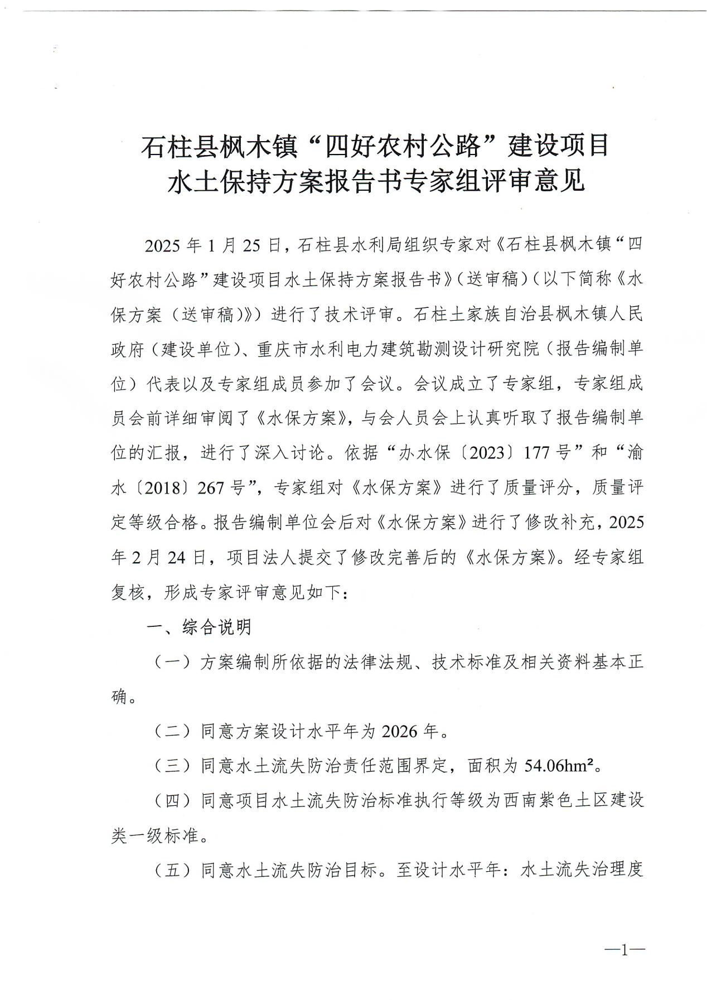 石柱县枫木镇“四好农村公路”建设项目
水土保持方案报告书专家组评审意见
2025 年 1 月 25 日，石柱县水利局组织专家对《石柱县枫木镇“四
好农村公路”建设项目水土保持方案报告书》（送审稿）（以下简称《水
保方案（送审稿）》）进行了技术评审。石柱土家族自治县枫木镇人民
政府（建设单位）、重庆市水利电力建筑勘测设计研究院（报告编制单
位）代表以及专家组成员参加了会议。会议成立了专家组，专家组成
员会前详细审阅了《水保方案》，与会人员会上认真听取了报告编制单
位的汇报，进行了深入讨论。依据“办水保〔2023〕177 号”和“渝
水〔2018〕267 号”，专家组对《水保方案》进行了质量评分，质量评
定等级合格。报告编制单位会后对《水保方案》进行了修改补充，2025
年 2 月 24 日，项目法人提交了修改完善后的《水保方案》。经专家组
复核，形成专家评审意见如下：
一、综合说明
（一）方案编制所依据的法律法规、技术标准及相关资料基本正
确。
（二）同意方案设计水平年为 2026 年。
（三）同意水土流失防治责任范围界定，面积为 54.06hm²。
（四）同意项目水土流失防治标准执行等级为西南紫色土区建设
类一级标准。
（五）同意水土流失防治目标。至设计水平年：水土流失治理度
—1—